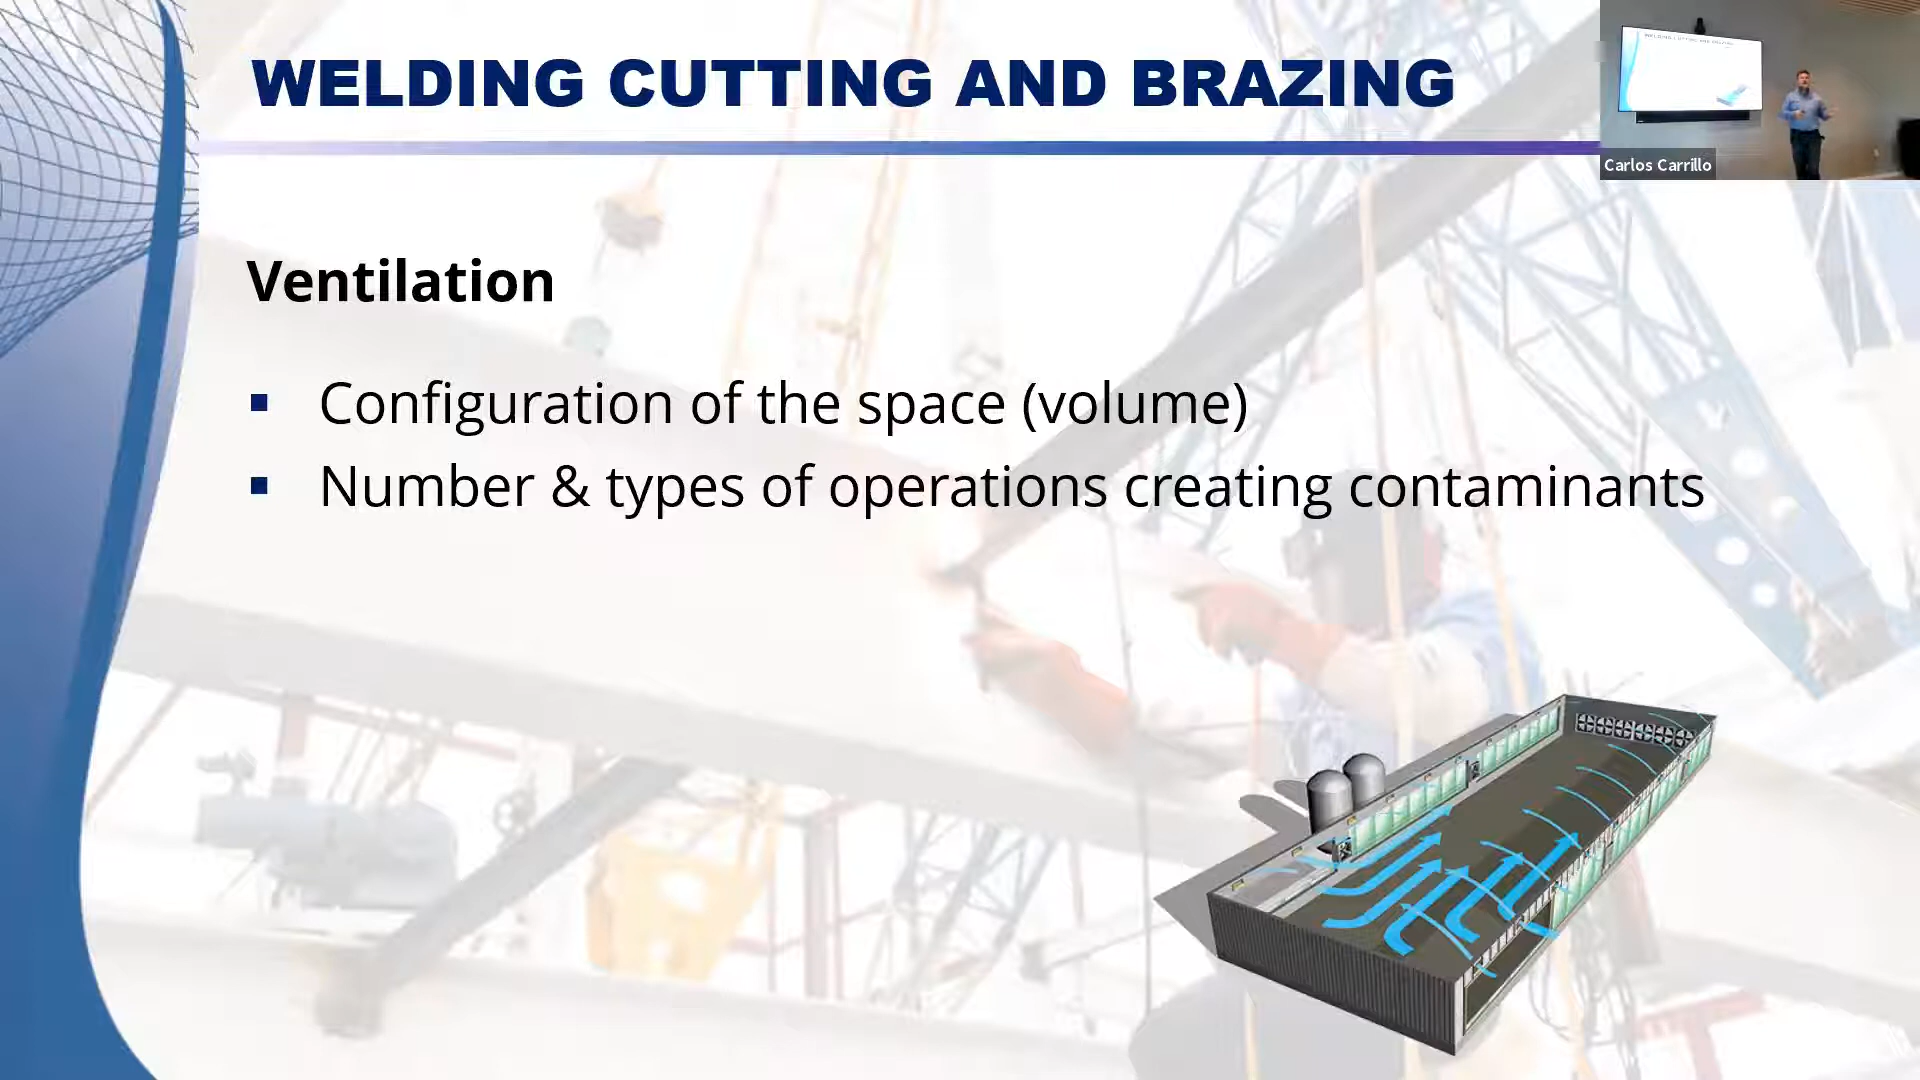 WELDING CUTTING AND BRAZING
Carlos Carrillo
Ventilation
▪ Configuration of the space (volume)
▪ Number & types of operations creating contaminants